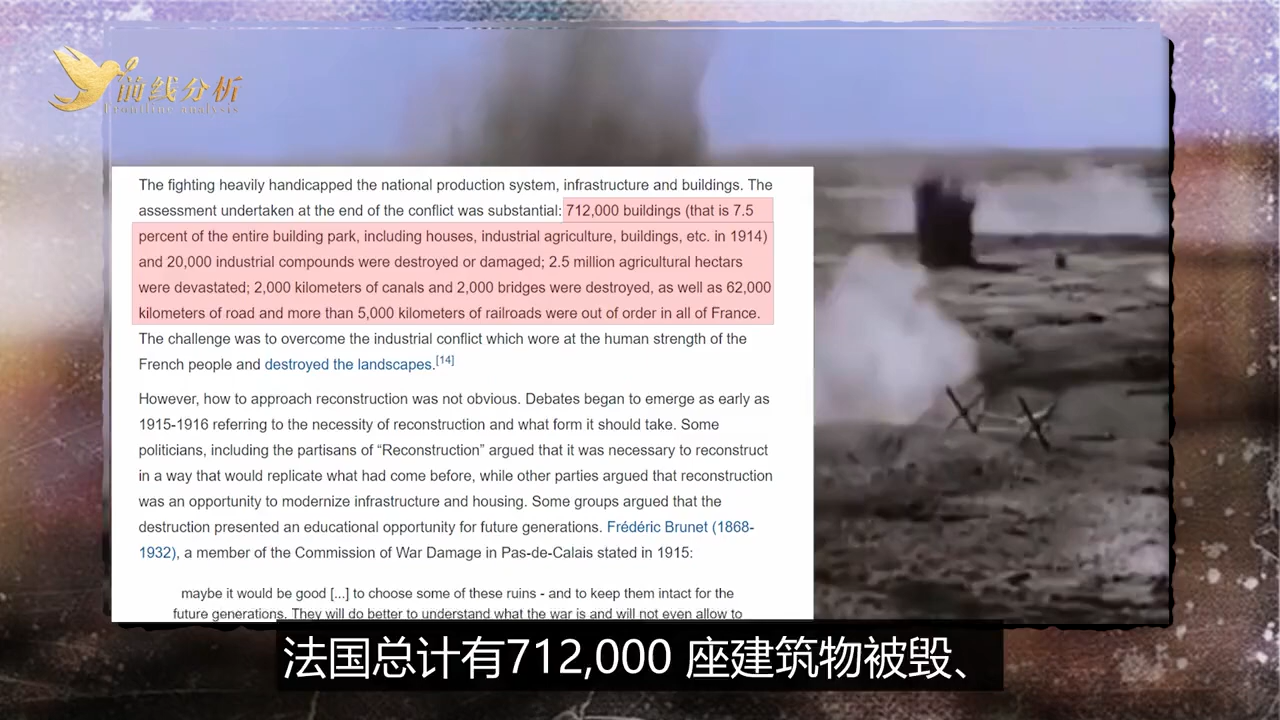 前线分析
Frontline analysis
The fighting heavily handicapped the national production system, infrastructure and buildings. The
assessment undertaken at the end of the conflict was substantial: 712,000 buildings (that is 7.5
percent of the entire building park, including houses, industrial agriculture, buildings, etc. in 1914)
and 20,000 industrial compounds were destroyed or damaged; 2.5 million agricultural hectars
were devastated; 2,000 kilometers of canals and 2,000 bridges were destroyed, as well as 62,000
kilometers of road and more than 5,000 kilometers of railroads were out of order in all of France.
The challenge was to overcome the industrial conflict which wore at the human strength of the
French people and destroyed the landscapes.[14]
However, how to approach reconstruction was not obvious. Debates began to emerge as early as
1915-1916 referring to the necessity of reconstruction and what form it should take. Some
politicians, including the partisans of “Reconstruction” argued that it was necessary to reconstruct
in a way that would replicate what had come before, while other parties argued that reconstruction
was an opportunity to modernize infrastructure and housing. Some groups argued that the
destruction presented an educational opportunity for future generations. Frédéric Brunet (1868-
1932), a member of the Commission of War Damage in Pas-de-Calais stated in 1915:
maybe it would be good [...] to choose some of these ruins - and to keep them intact for the
future generations. They will do better to understand what the war is and will not even allow to
法国总计有712,000 座建筑物被毁、